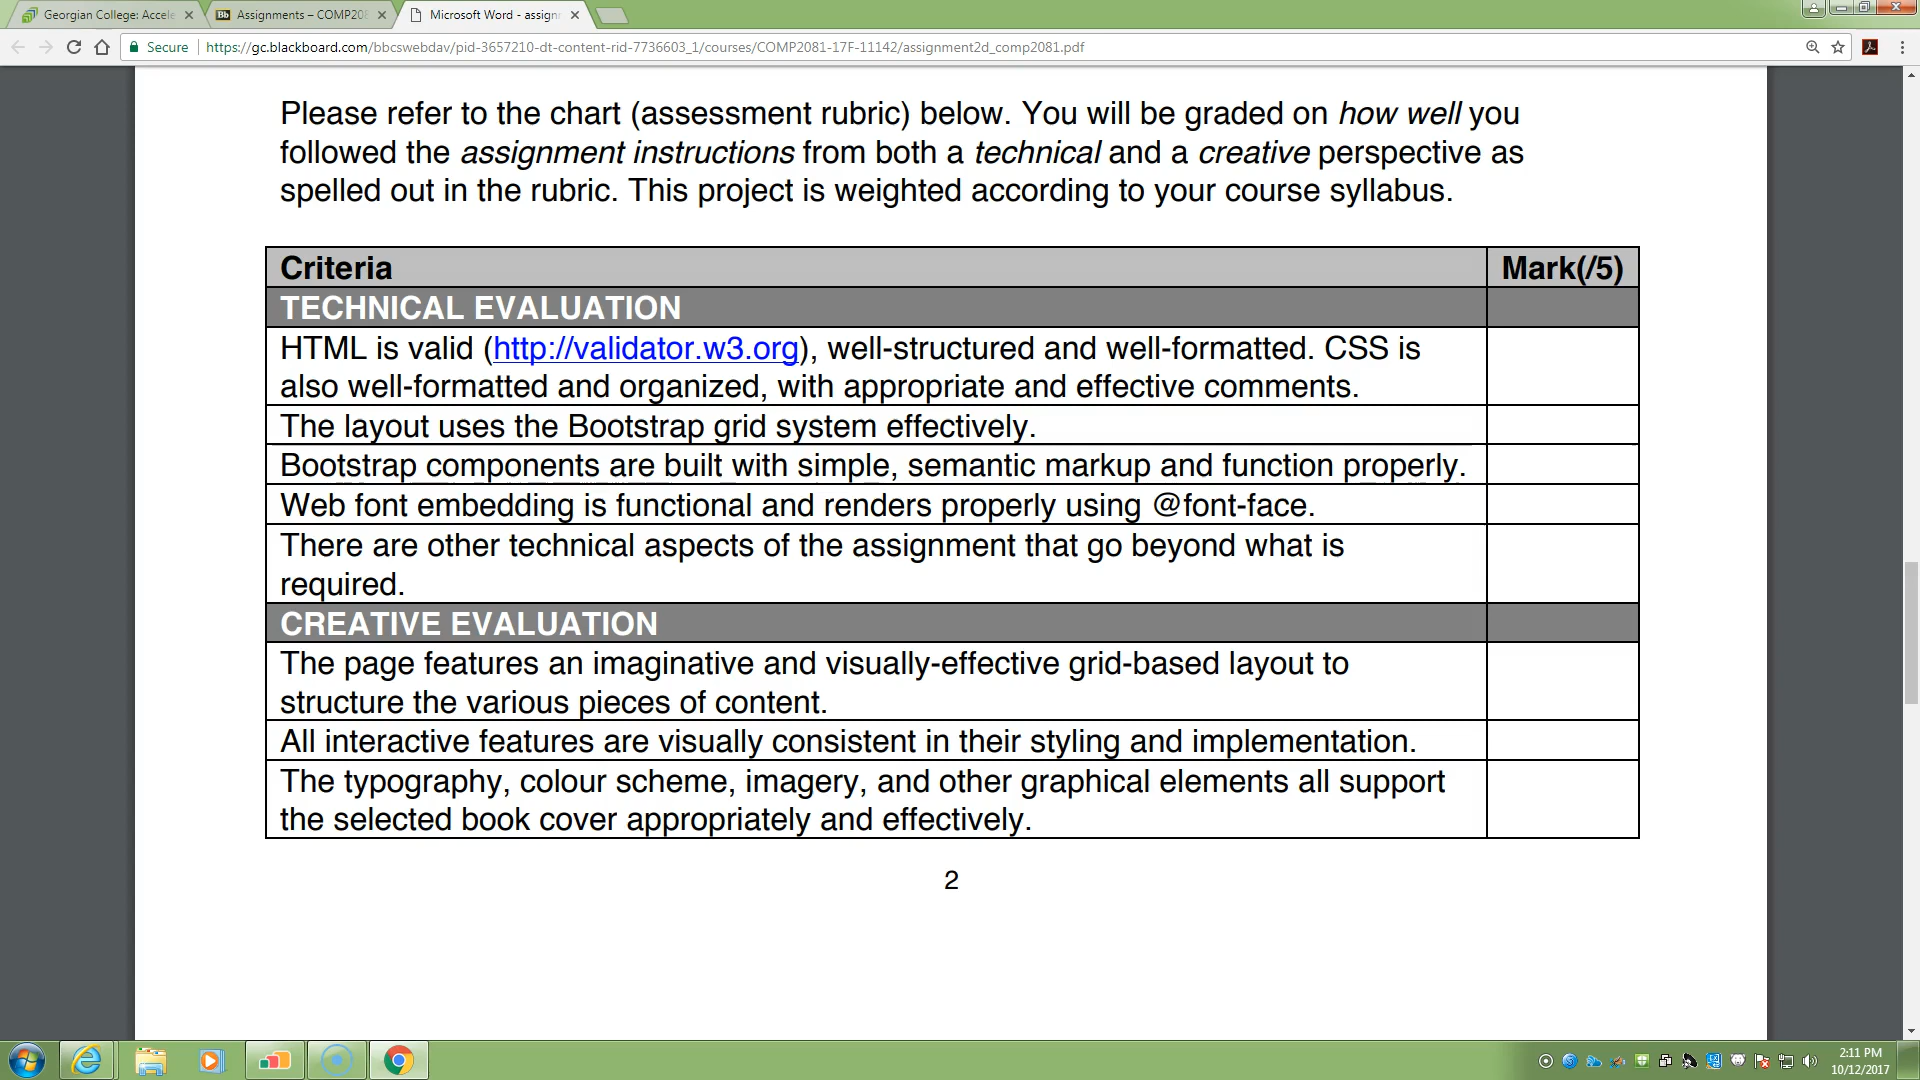 Georgian College: Accele
Assignments – COMP208
Microsoft Word - assignm
Secure
https://gc.blackboard.com/bbcswebdav/pid-3657210-dt-content-rid-7736603_1/courses/COMP2081-17F-11142/assignment2d_comp2081.pdf
Please refer to the chart (assessment rubric) below. You will be graded on how well you
followed the assignment instructions from both a technical and a creative perspective as
spelled out in the rubric. This project is weighted according to your course syllabus.
Criteria Mark(/5)
TECHNICAL EVALUATION
HTML is valid (http://validator.w3.org), well-structured and well-formatted. CSS is
also well-formatted and organized, with appropriate and effective comments.
The layout uses the Bootstrap grid system effectively.
Bootstrap components are built with simple, semantic markup and function properly.
Web font embedding is functional and renders properly using @font-face.
There are other technical aspects of the assignment that go beyond what is
required.
CREATIVE EVALUATION
The page features an imaginative and visually-effective grid-based layout to
structure the various pieces of content.
All interactive features are visually consistent in their styling and implementation.
The typography, colour scheme, imagery, and other graphical elements all support
the selected book cover appropriately and effectively.
2
2:11 PM
10/12/2017